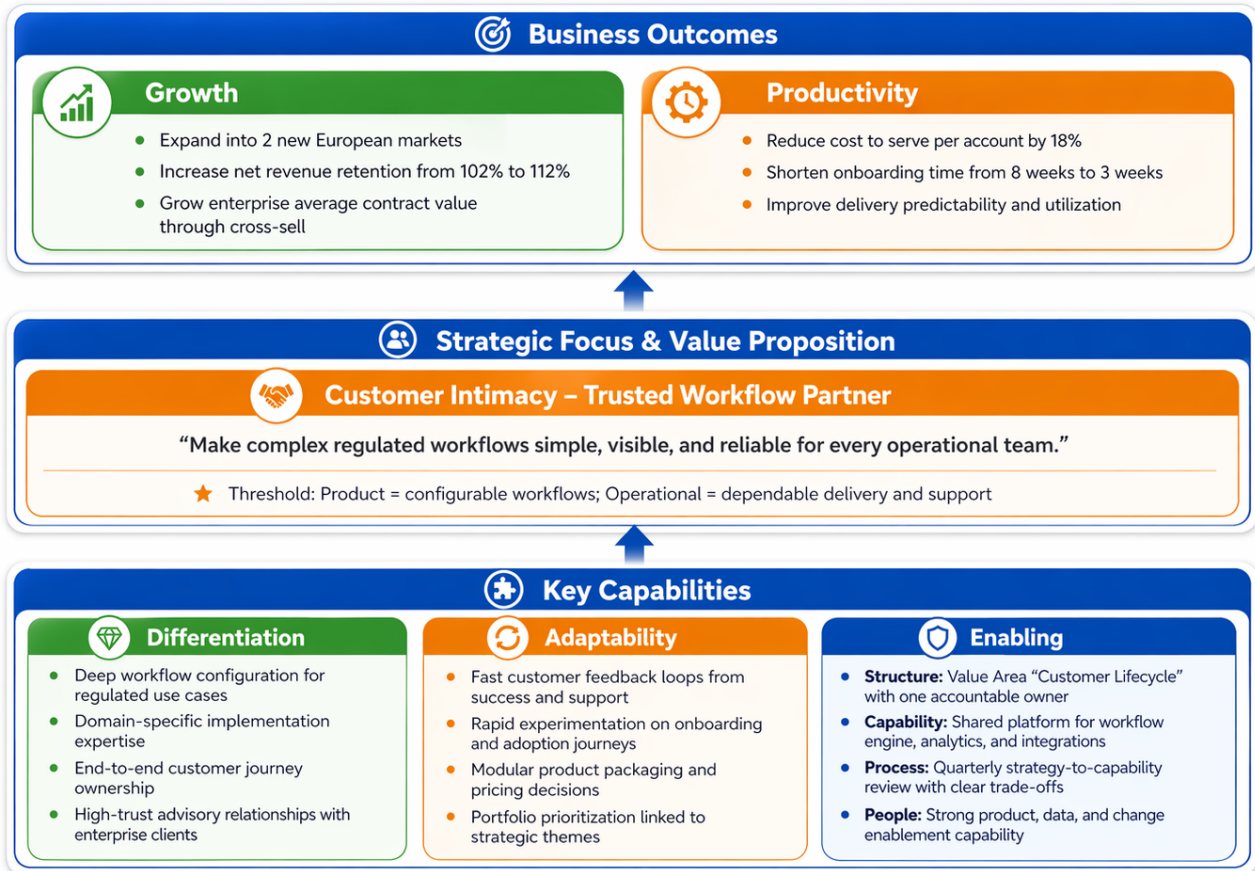 Business Outcomes
Growth
Expand into 2 new European markets
Increase net revenue retention from 102% to 112%
Grow enterprise average contract value
through cross-sell
Productivity
Reduce cost to serve per account by 18%
Shorten onboarding time from 8 weeks to 3 weeks
Improve delivery predictability and utilization
Strategic Focus & Value Proposition
Customer Intimacy – Trusted Workflow Partner
“Make complex regulated workflows simple, visible, and reliable for every operational team.”
Threshold: Product = configurable workflows; Operational = dependable delivery and support
Key Capabilities
Differentiation
Deep workflow configuration for
regulated use cases
Domain-specific implementation
expertise
End-to-end customer journey
ownership
High-trust advisory relationships with
enterprise clients
Adaptability
Fast customer feedback loops from
success and support
Rapid experimentation on onboarding
and adoption journeys
Modular product packaging and
pricing decisions
Portfolio prioritization linked to
strategic themes
Enabling
Structure: Value Area “Customer Lifecycle”
with one accountable owner
Capability: Shared platform for workflow
engine, analytics, and integrations
Process: Quarterly strategy-to-capability
review with clear trade-offs
People: Strong product, data, and change
enablement capability